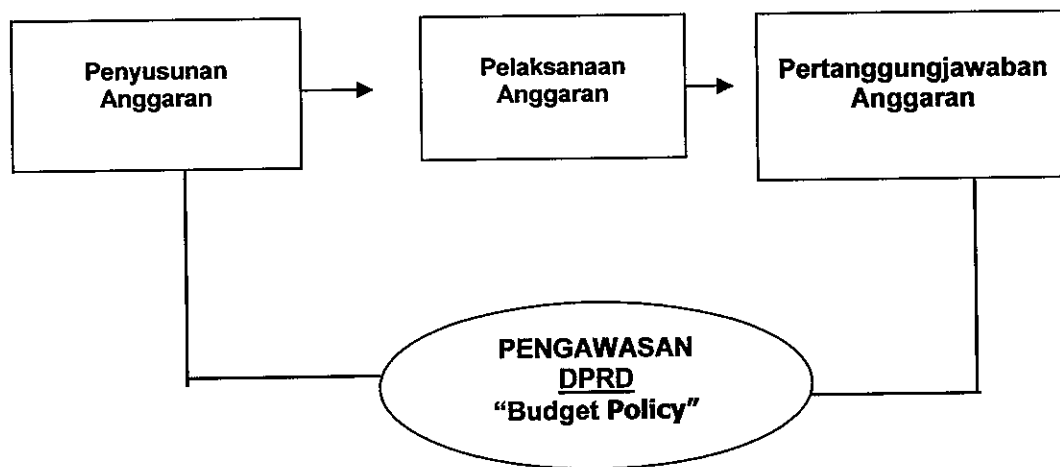 Penyusunan
Anggaran
Pelaksanaan
Anggaran
Pertanggungjawaban
Anggaran
PENGAWASAN
DPRD
“Budget Policy”